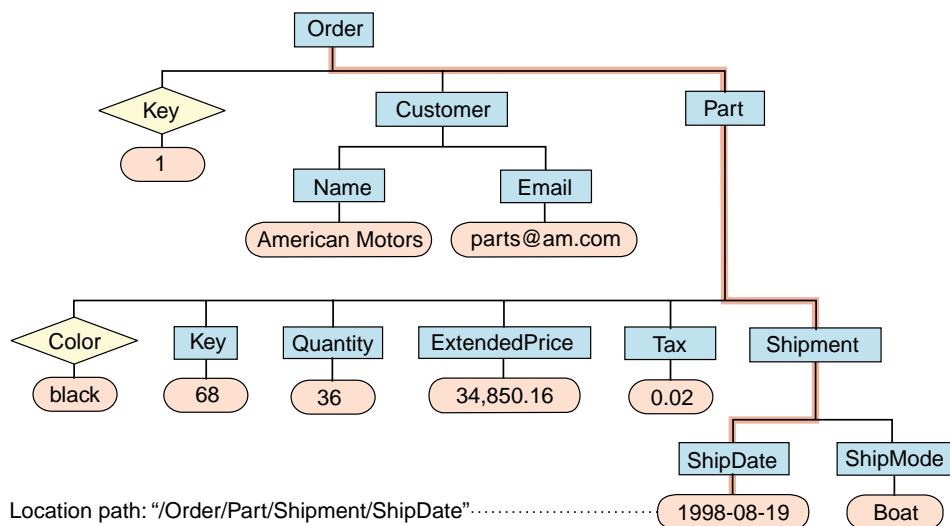 Order
Key
Customer
Part
1
Name
Email
American Motors
parts@am.com
Color
Key
Quantity
ExtendedPrice
Tax
Shipment
black
68
36
34,850.16
0.02
ShipDate
ShipMode
Location path: “/Order/Part/Shipment/ShipDate”
1998-08-19
Boat